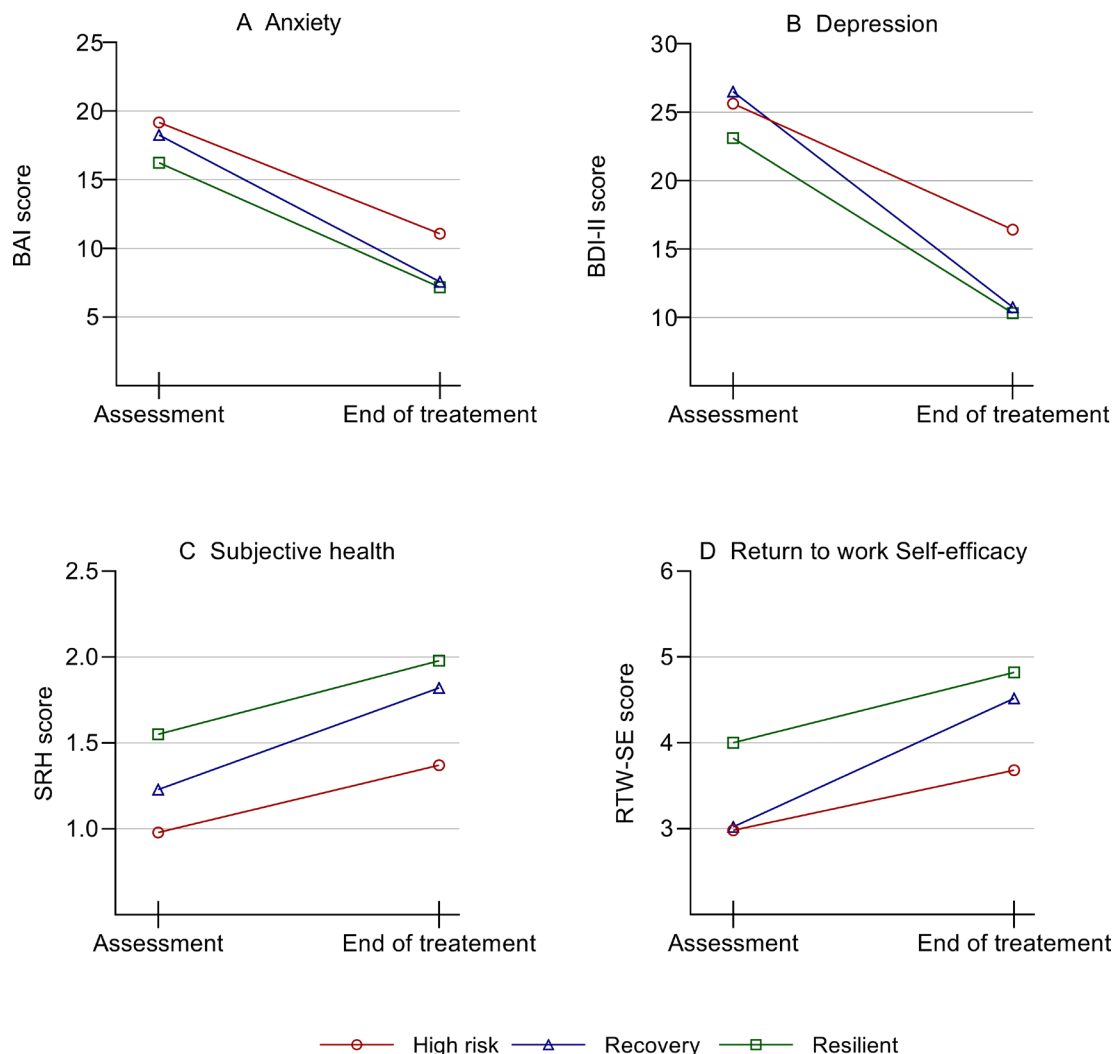 A Anxiety
25
20
15
10
5
BAI score
Assessment
End of treatement
B Depression
30
25
20
15
10
BDI-II score
Assessment
End of treatement
C Subjective health
2.5
2.0
1.5
1.0
SRH score
Assessment
End of treatement
D Return to work Self-efficacy
6
5
4
3
RTW-SE score
Assessment
End of treatement
High risk Recovery Resilient